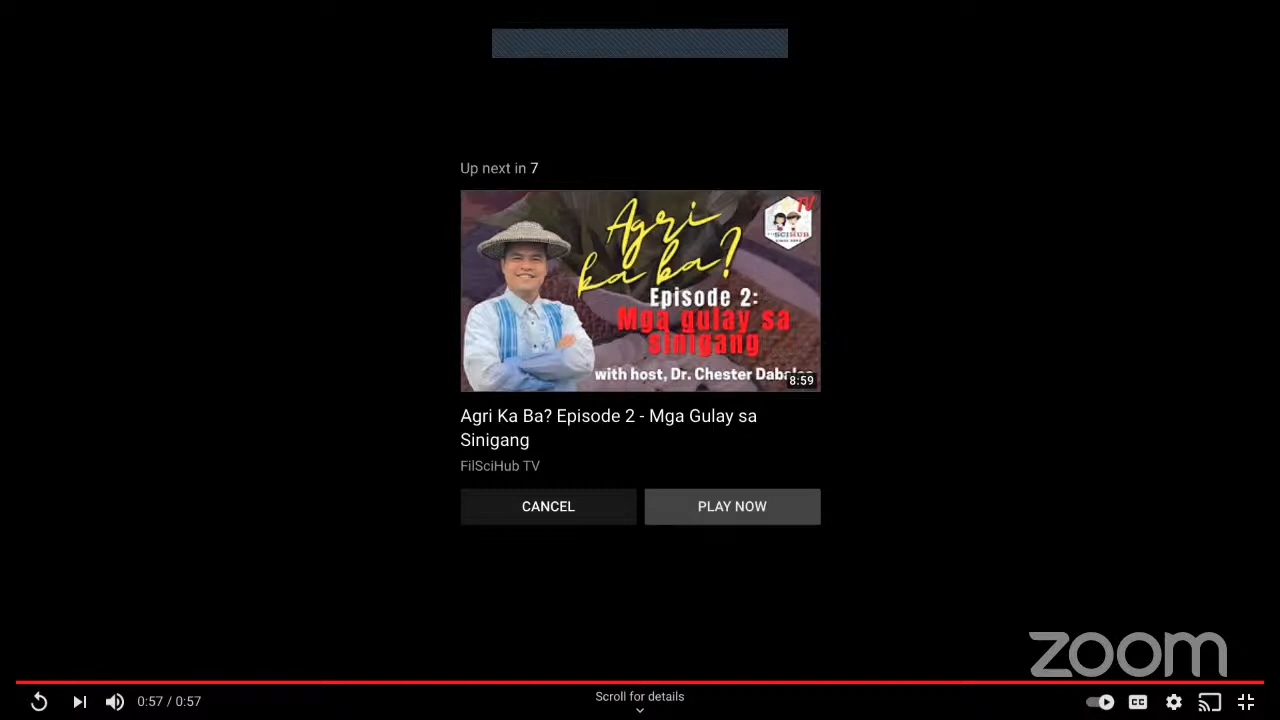 Up next in 7
TV
Agri
ka ba?
SCIHUB
Episode 2:
Mga gulay sa
sinigang
with host, Dr. Chester
8:59
Agri Ka Ba? Episode 2 - Mga Gulay sa
Sinigang
FilSciHub TV
CANCEL
PLAY NOW
zoom
0:57 / 0:57
Scroll for details
CC